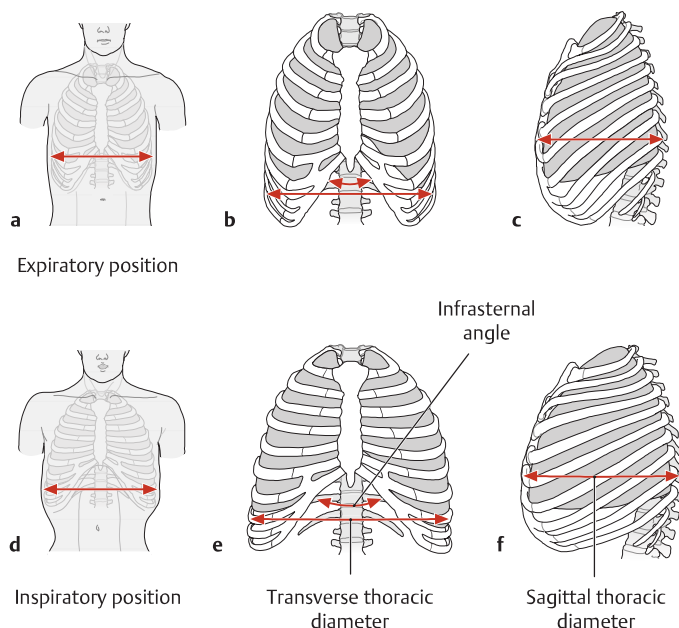 a
b
c
Expiratory position
Infrasternal
angle
d
e
f
Inspiratory position
Transverse thoracic
diameter
Sagittal thoracic
diameter